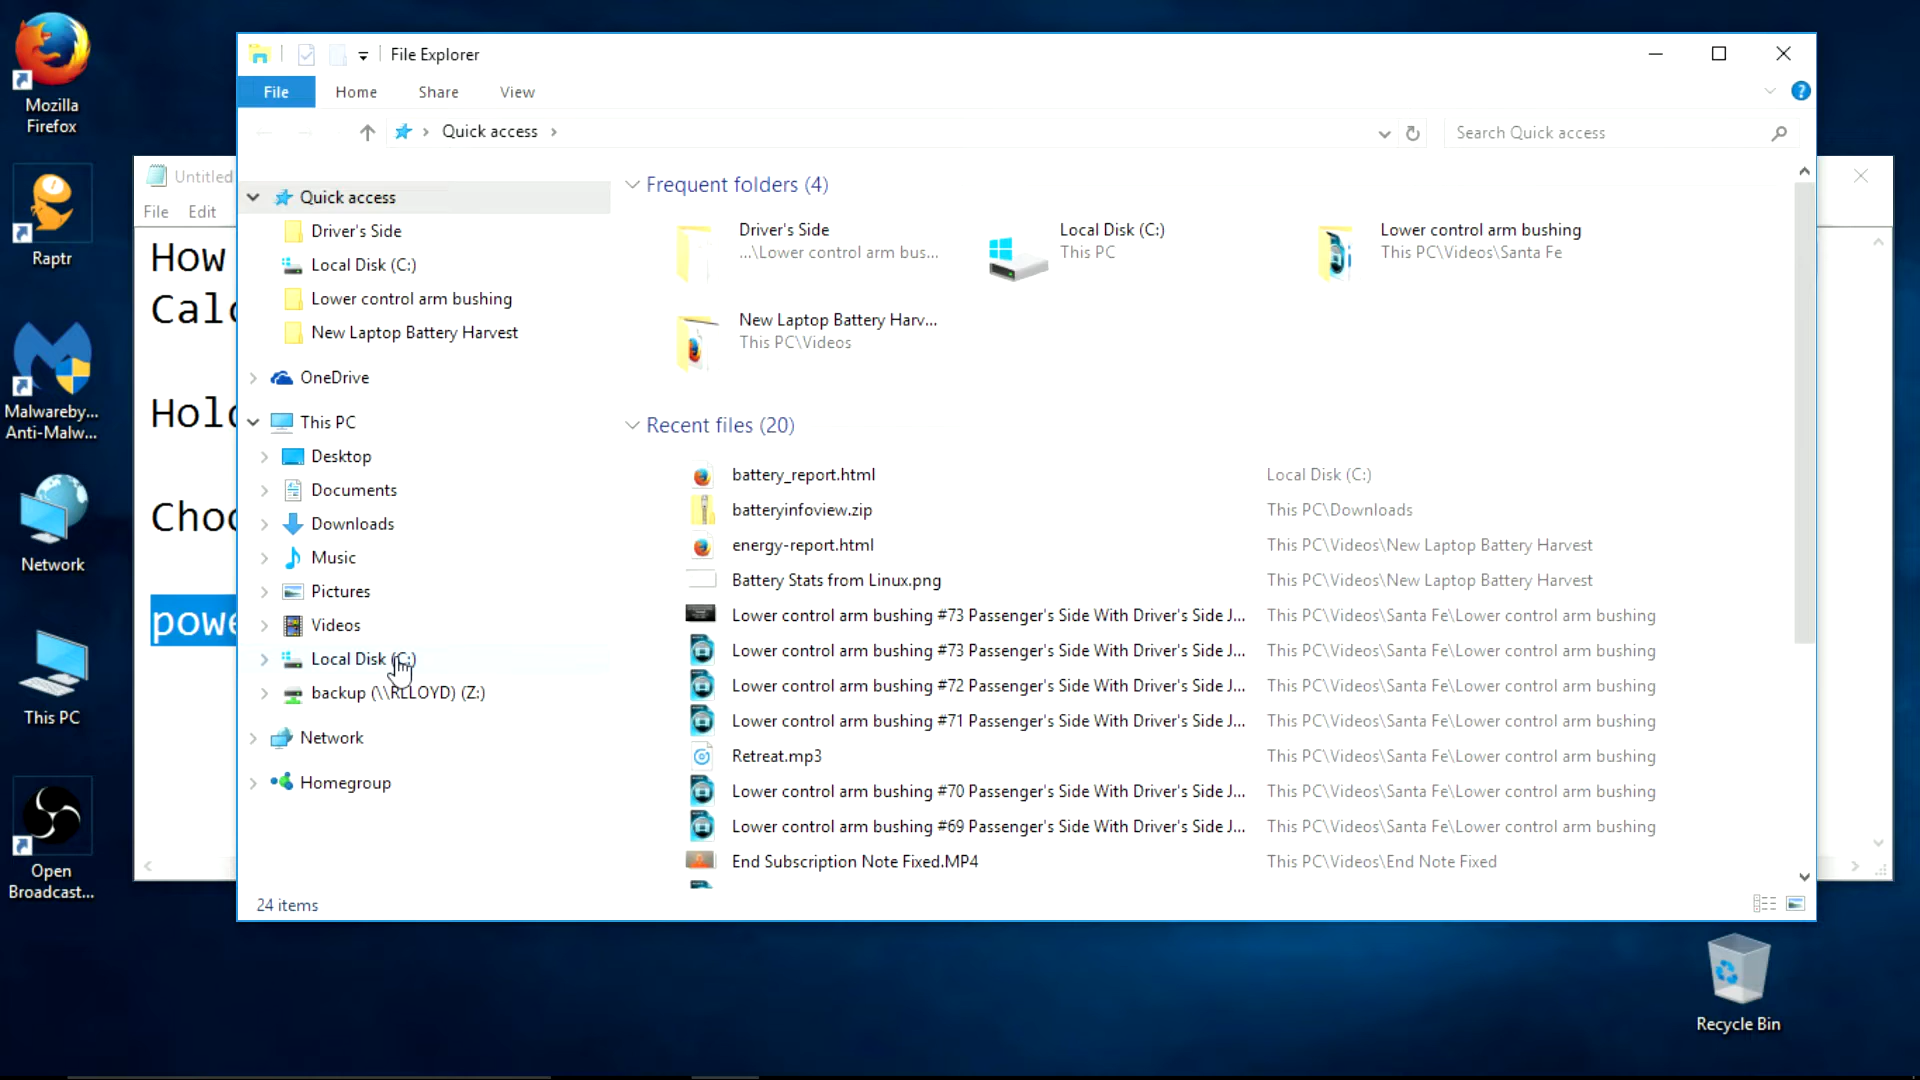 Mozilla
Firefox
Raptr
Malwareby...
Anti-Malw...
Network
This PC
Open
Broadcast...
Untitled
File Edit
How
Hold
File Explorer
File Home Share View
Quick access
Search Quick access
Quick access
Driver's Side
Local Disk (C:)
Lower control arm bushing
New Laptop Battery Harvest
OneDrive
This PC
Desktop
Documents
Downloads
Music
Pictures
Videos
Local Disk (C:)
backup (\\RLLOYD) (Z:)
Network
Homegroup
Frequent folders (4)
Driver's Side
...\Lower control arm bus...
Local Disk (C:)
This PC
Lower control arm bushing
This PC\Videos\Santa Fe
New Laptop Battery Harv...
This PC\Videos
Recent files (20)
battery_report.html Local Disk (C:)
batteryinfoview.zip This PC\Downloads
energy-report.html This PC\Videos\New Laptop Battery Harvest
Battery Stats from Linux.png This PC\Videos\New Laptop Battery Harvest
Lower control arm bushing #73 Passenger's Side With Driver's Side J... This PC\Videos\Santa Fe\Lower control arm bushing
Lower control arm bushing #73 Passenger's Side With Driver's Side J... This PC\Videos\Santa Fe\Lower control arm bushing
Lower control arm bushing #72 Passenger's Side With Driver's Side J... This PC\Videos\Santa Fe\Lower control arm bushing
Lower control arm bushing #71 Passenger's Side With Driver's Side J... This PC\Videos\Santa Fe\Lower control arm bushing
Retreat.mp3 This PC\Videos\Santa Fe\Lower control arm bushing
Lower control arm bushing #70 Passenger's Side With Driver's Side J... This PC\Videos\Santa Fe\Lower control arm bushing
Lower control arm bushing #69 Passenger's Side With Driver's Side J... This PC\Videos\Santa Fe\Lower control arm bushing
End Subscription Note Fixed.MP4 This PC\Videos\End Note Fixed
24 items
Recycle Bin